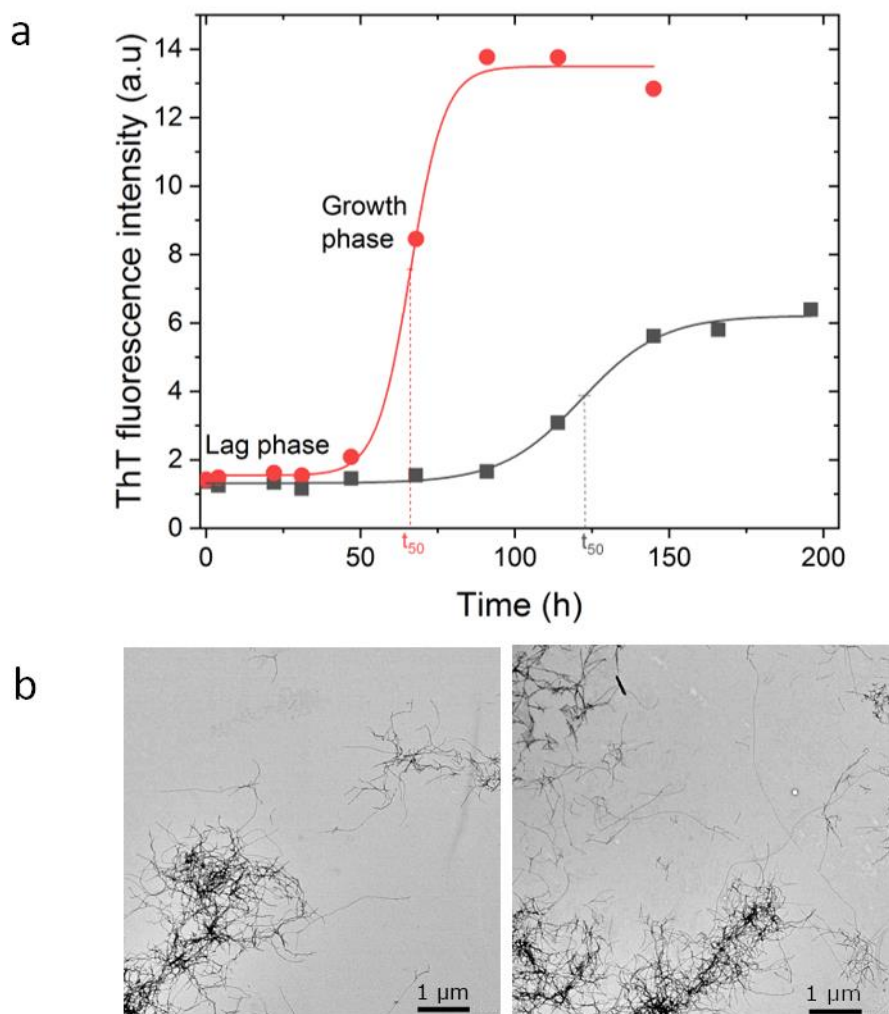 a
ThT fluorescence intensity (a.u)
14
12
10
8
6
4
2
0
Growth
phase
Lag phase
t50
t50
0
50
100
150
200
Time (h)
b
1 µm
1 µm